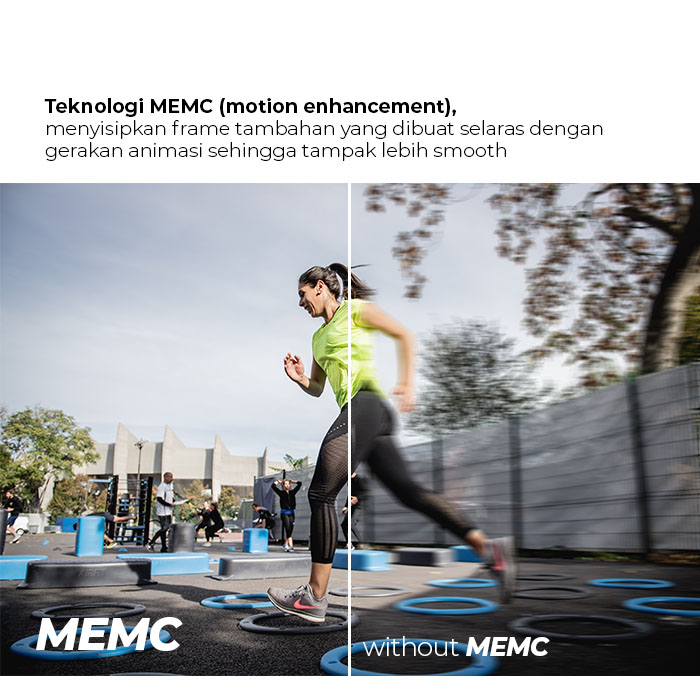 Teknologi MEMC (motion enhancement),
menyisipkan frame tambahan yang dibuat selaras dengan
gerakan animasi sehingga tampak lebih smooth
MEMC
without MEMC